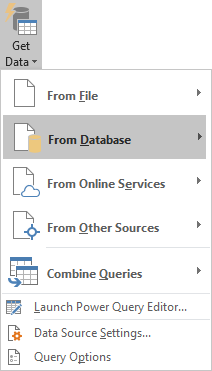 Get
Data
From File
From Database
From Online Services
From Other Sources
Combine Queries
Launch Power Query Editor...
Data Source Settings...
Query Options